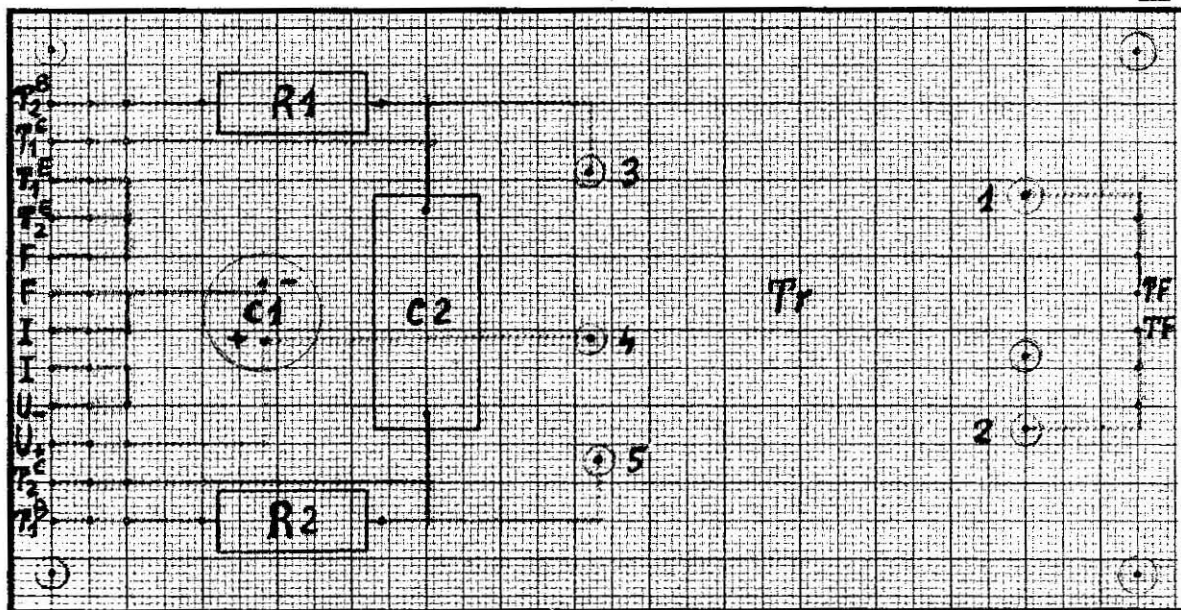 T₂ᴮ
R1
T₁ᶜ
T₁ᴱ
3
T₂ᴱ
1
F
F
-
C1
C2
Tr
TF
I
+
4
TF
I
U-
2
U+
5
T₂ᶜ
T₁ᴮ
R2